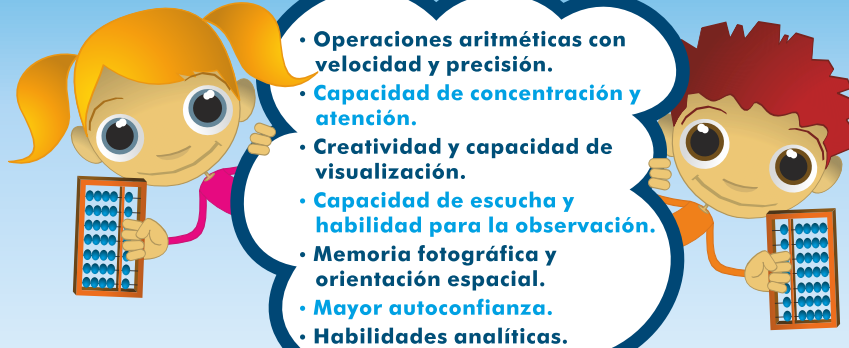 • Operaciones aritméticas con
velocidad y precisión.
• Capacidad de concentración y
atención.
• Creatividad y capacidad de
visualización.
• Capacidad de escucha y
habilidad para la observación.
• Memoria fotográfica y
orientación espacial.
• Mayor autoconfianza.
• Habilidades analíticas.